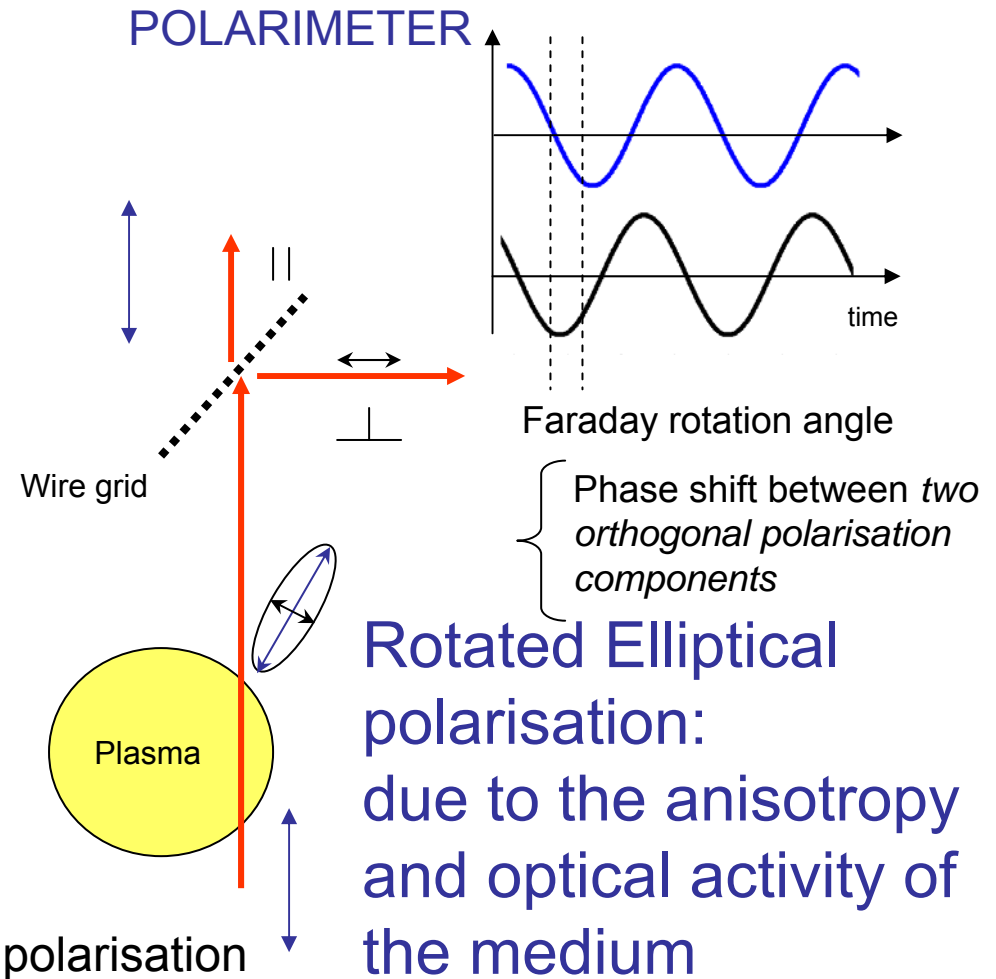 POLARIMETER
||
time
⊥
Faraday rotation angle
Wire grid
Phase shift between two
orthogonal polarisation
components
Rotated Elliptical
polarisation:
due to the anisotropy
and optical activity of
the medium
Plasma
polarisation